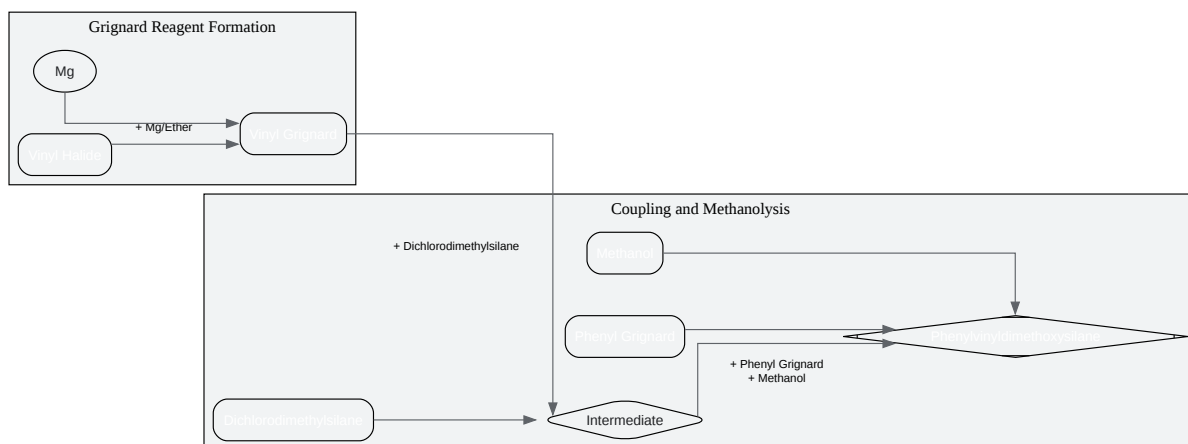 Grignard Reagent Formation
Mg
+ Mg/Ether
Vinyl Halide
Vinyl Grignard
Coupling and Methanolysis
+ Dichlorodimethylsilane
Methanol
Phenyl Grignard
Phenylvinyldimethoxysilane
+ Phenyl Grignard
+ Methanol
Dichlorodimethylsilane
Intermediate